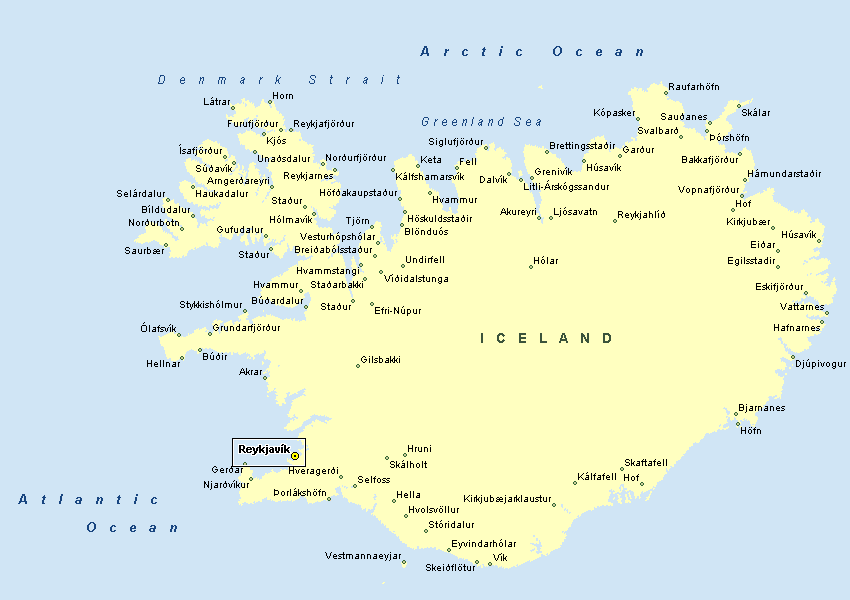 Arctic Ocean
Denmark Strait
Raufarhöfn
Horn
Látrar
Skálar
Kópasker
Sauðanes
Furufjörður
Reykjafjörður
Greenland Sea
Svalbarð
Þórshöfn
Kjós
Siglufjörður
Brettingsstaðir
Garður
Ísafjörður
Unaðsdalur
Norðurfjörður
Keta
Fell
Bakkafjörður
Súðavík
Reykjarnes
Kálfshamarsvík
Grenivík
Húsavík
Hámundarstaðir
Arngerðareyri
Dalvík
Litli-Árskógssandur
Selárdalur
Haukadalur
Höfðakaupstaður
Hvammur
Vopnafjörður
Staður
Hof
Bíldudalur
Akureyri
Ljósavatn
Reykjahlíð
Norðurbotn
Hólmavík
Tjörn
Höskuldsstaðir
Kirkjubær
Gufudalur
Vesturhópshólar
Blönduós
Húsavík
Saurbær
Staður
Breiðabólsstaður
Eiðar
Undirfell
Hólar
Egilsstadir
Hvammstangi
Víðidalstunga
Hvammur
Staðarbakki
Eskifjörður
Búðardalur
Stykkishólmur
Staður
Efri-Núpur
Vattarnes
Ólafsvík
Grundarfjörður
Hafnarnes
ICELAND
Búðir
Hellnar
Gilsbakki
Djúpivogur
Akrar
Bjarnanes
Höfn
Reykjavík
Hruni
Skálholt
Skaftafell
Gerðar
Hveragerði
Njarðvíkur
Selfoss
Kálfafell
Hof
Þorlákshöfn
Hella
Kirkjubæjarklaustur
Atlantic
Hvolsvöllur
Ocean
Stóridalur
Eyvindarhólar
Vestmannaeyjar
Vík
Skeiðflötur